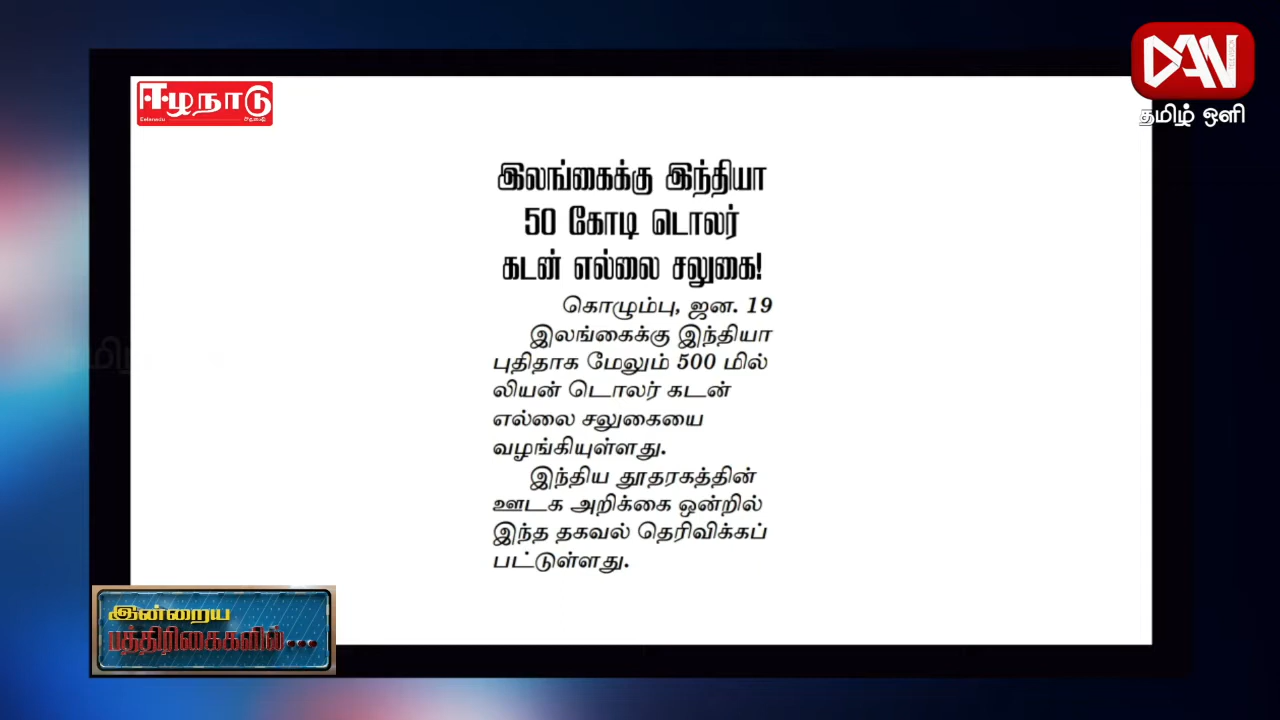 ஈழநாடு
Eelanadu
DAN
தமிழ் ஒளி
இலங்கைக்கு இந்தியா
50 கோடி டொலர்
கடன் எல்லை சலுகை!
கொழும்பு, ஜன. 19
இலங்கைக்கு இந்தியா
புதிதாக மேலும் 500 மில்
லியன் டொலர் கடன்
எல்லை சலுகையை
வழங்கியுள்ளது.
இந்திய தூதரகத்தின்
ஊடக அறிக்கை ஒன்றில்
இந்த தகவல் தெரிவிக்கப்
பட்டுள்ளது.
இன்றைய
பத்திரிகைகளில்...